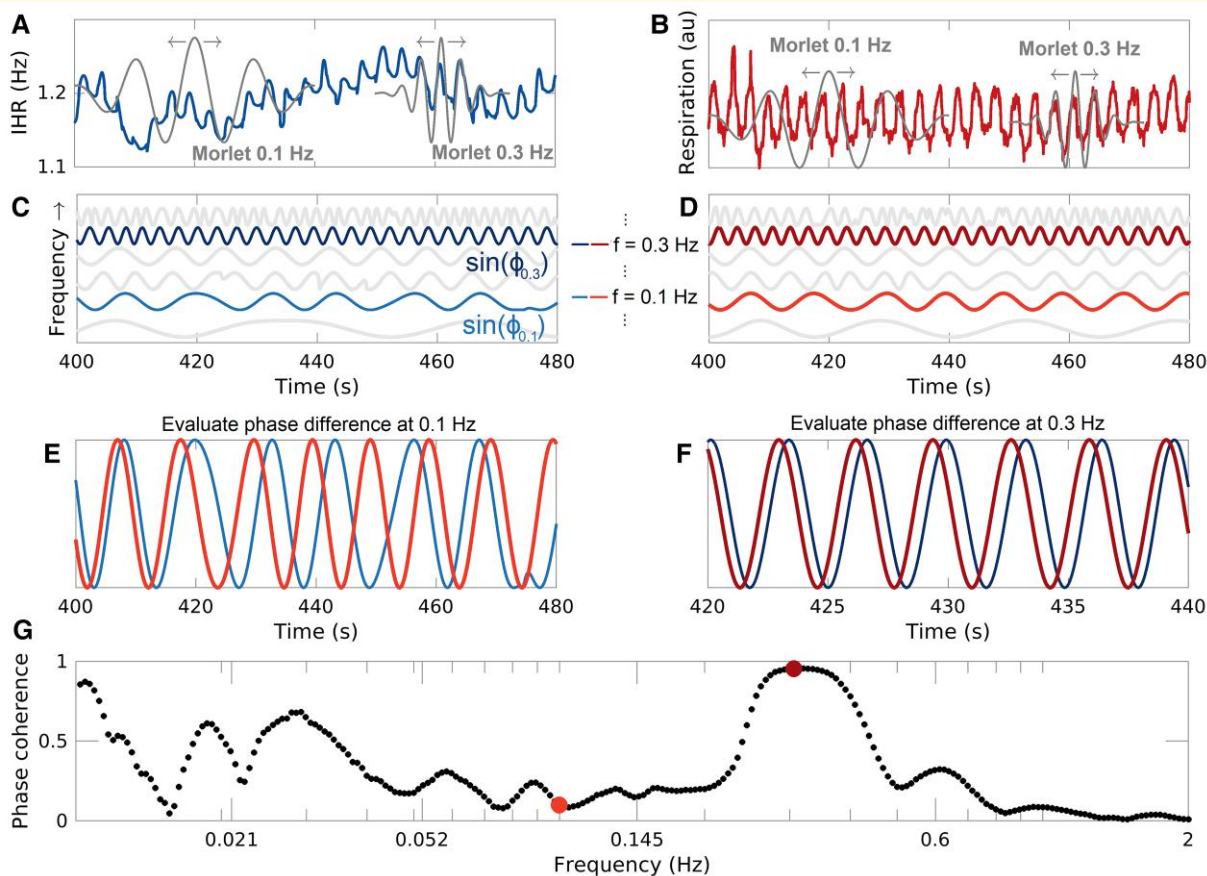 A
IHR (Hz)
1.2
1.1
Morlet 0.1 Hz
Morlet 0.3 Hz
B
Respiration (au)
Morlet 0.1 Hz
Morlet 0.3 Hz
C
Frequency →
sin(ϕ0.3)
sin(ϕ0.1)
400 420 440 460 480
Time (s)
⋮
f = 0.3 Hz
⋮
f = 0.1 Hz
⋮
D
400 420 440 460 480
Time (s)
Evaluate phase difference at 0.1 Hz
E
400 420 440 460 480
Time (s)
Evaluate phase difference at 0.3 Hz
F
420 425 430 435 440
Time (s)
G
Phase coherence
1
0.5
0
0.021 0.052 0.145 0.6 2
Frequency (Hz)